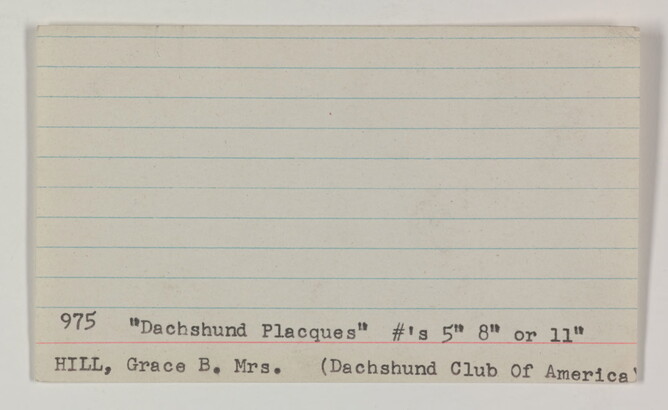 975 "Dachshund Placques" #'s 5" 8" or 11"
HILL, Grace B. Mrs. (Dachshund Club Of America)